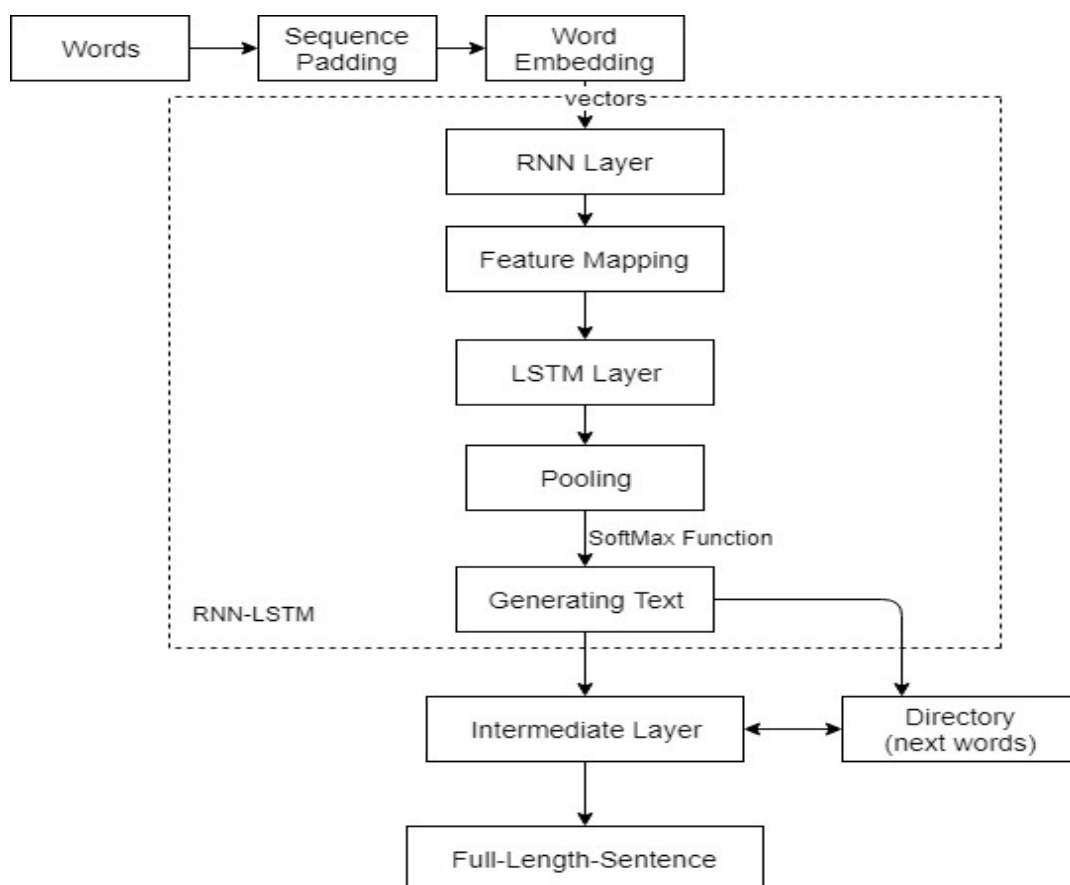 Words
Sequence
Padding
Word
Embedding
vectors
RNN Layer
Feature Mapping
LSTM Layer
Pooling
SoftMax Function
Generating Text
RNN-LSTM
Intermediate Layer
Directory
(next words)
Full-Length-Sentence